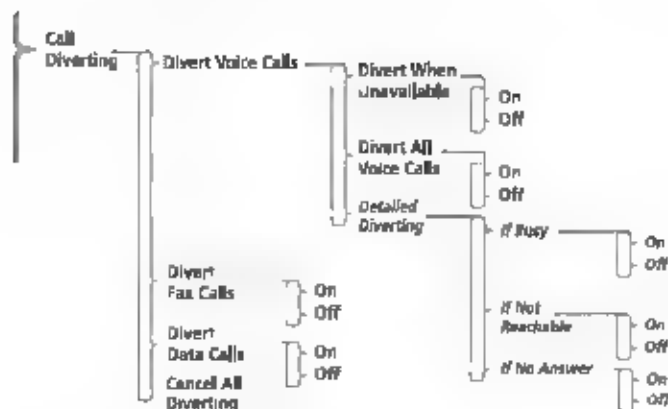 Call
Diverting
Divert Voice Calls
Divert When
Unavailable
On
Off
Divert All
Voice Calls
On
Off
Detailed
Diverting
If Busy
On
Off
If Not
Reachable
On
Off
If No Answer
On
Off
Divert
Fax Calls
On
Off
Divert
Data Calls
On
Off
Cancel All
Diverting